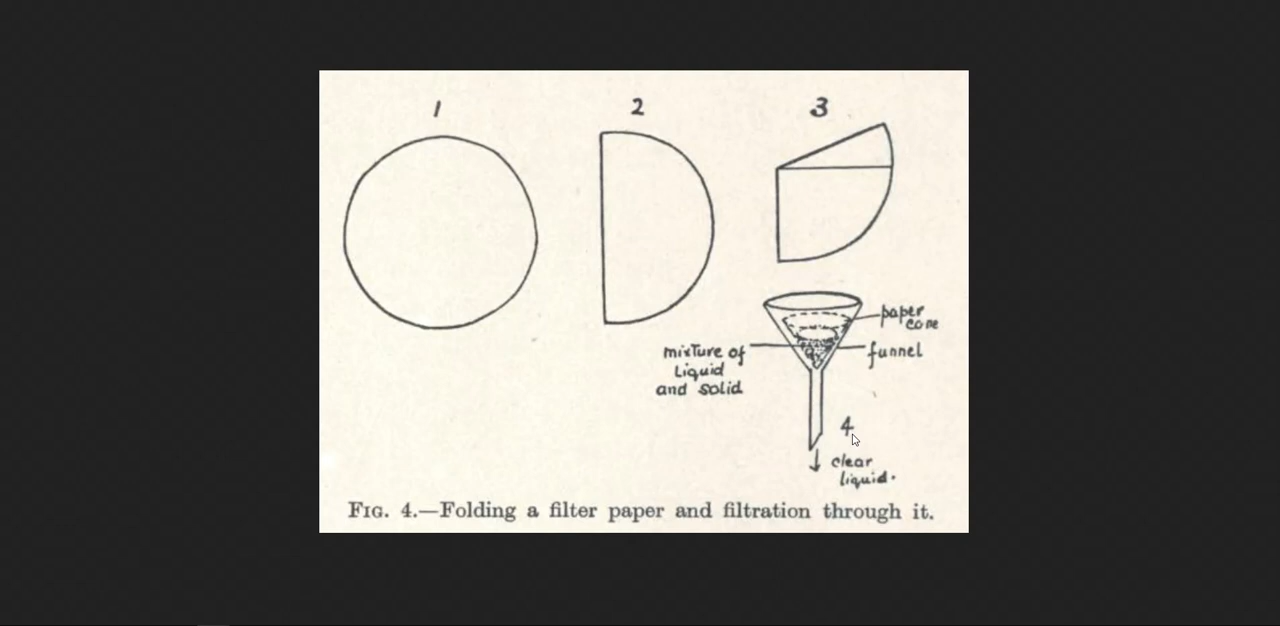 1
2
3
paper
cone
mixture of
liquid
and solid
funnel
4
clear
liquid.
FIG. 4.—Folding a filter paper and filtration through it.